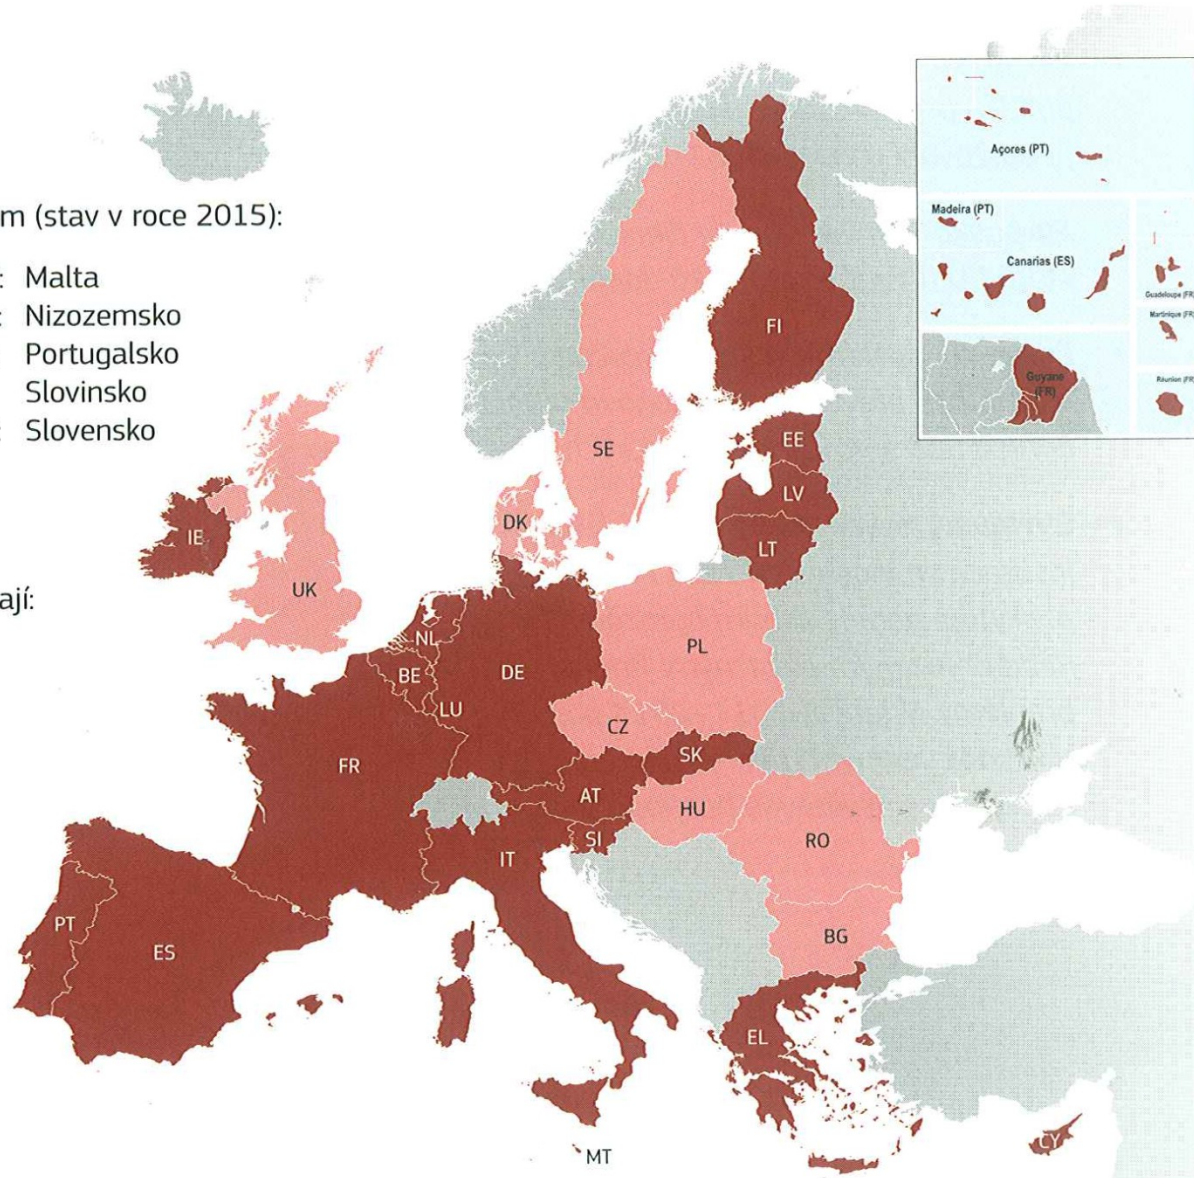 m (stav v roce 2015):
: Malta
: Nizozemsko
Portugalsko
Slovinsko
: Slovensko
ají:
Açores (PT)
Madeira (PT)
Canarias (ES)
Guadeloupe (FR)
Martinique (FR)
Guyane
(FR)
Réunion (FR)
FI
SE
EE
LV
LT
DK
IE
UK
NL
BE
LU
DE
PL
CZ
SK
FR
AT
HU
SI
RO
IT
PT
ES
BG
EL
MT
CY